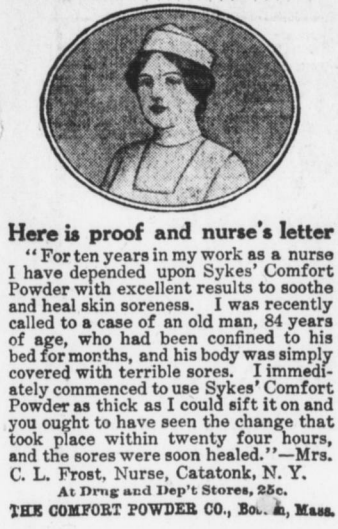 Here is proof and nurse's letter
"For ten years in my work as a nurse
I have depended upon Sykes' Comfort
Powder with excellent results to soothe
and heal skin soreness. I was recently
called to a case of an old man, 84 years
of age, who had been confined to his
bed for months, and his body was simply
covered with terrible sores. I immedi-
ately commenced to use Sykes' Comfort
Powder as thick as I could sift it on and
you ought to have seen the change that
took place within twenty four hours,
and the sores were soon healed."—Mrs.
C. L. Frost, Nurse, Catatonk, N. Y.
At Drug and Dep't Stores, 25c.
THE COMFORT POWDER CO., Mass.